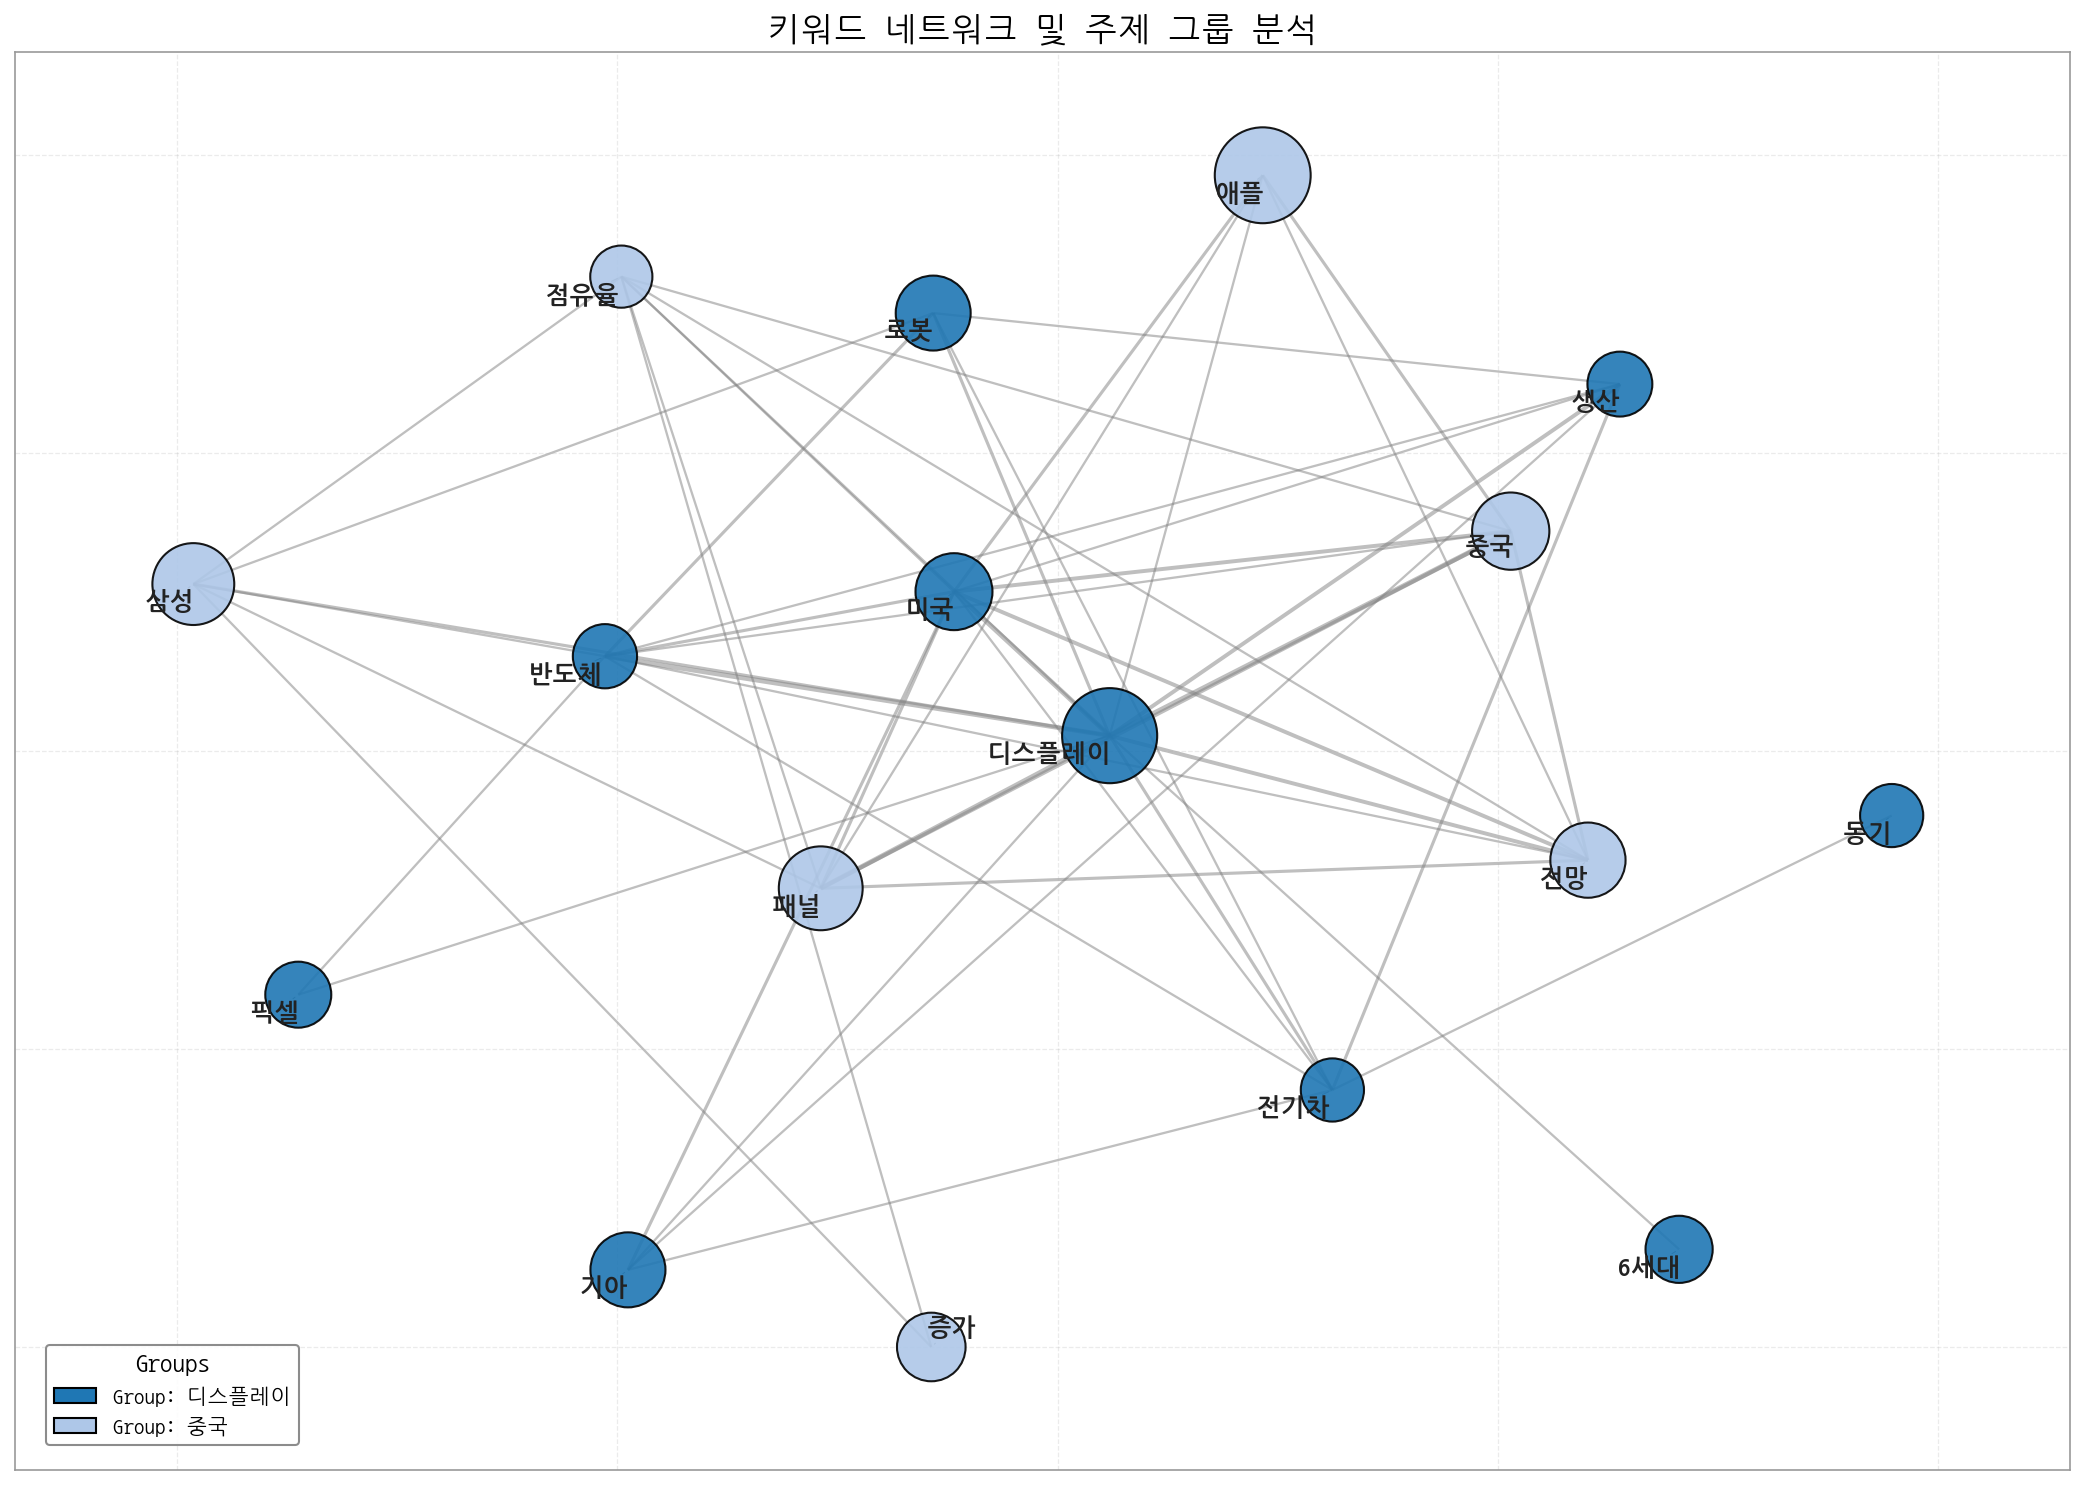 키워드 네트워크 및 주제 그룹 분석
애플
점유율
로봇
생산
중국
삼성
미국
반도체
디스플레이
동기
전망
패널
픽셀
전기차
6세대
기아
증가
Groups
Group: 디스플레이
Group: 중국